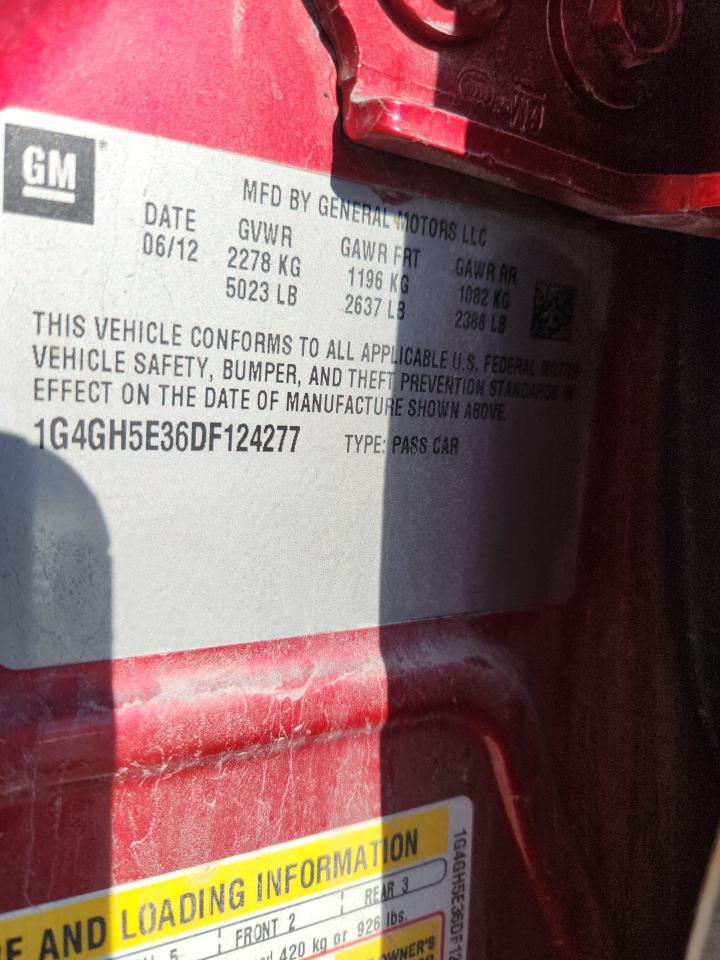 GM®
MFD BY GENERAL MOTORS LLC
DATE GVWR GAWR FRT GAWR RR
06/12 2278 KG 1196 KG 1082 KG
5023 LB 2637 LB 2386 LB
THIS VEHICLE CONFORMS TO ALL APPLICABLE U.S. FEDERAL MOTOR
VEHICLE SAFETY, BUMPER, AND THEFT PREVENTION STANDARDS IN
EFFECT ON THE DATE OF MANUFACTURE SHOWN ABOVE.
1G4GH5E36DF124277 TYPE: PASS CAR
AND LOADING INFORMATION
5 FRONT 2 REAR 3
420 kg or 926 lbs.
OWNER'S
1G4GH5E36DF12